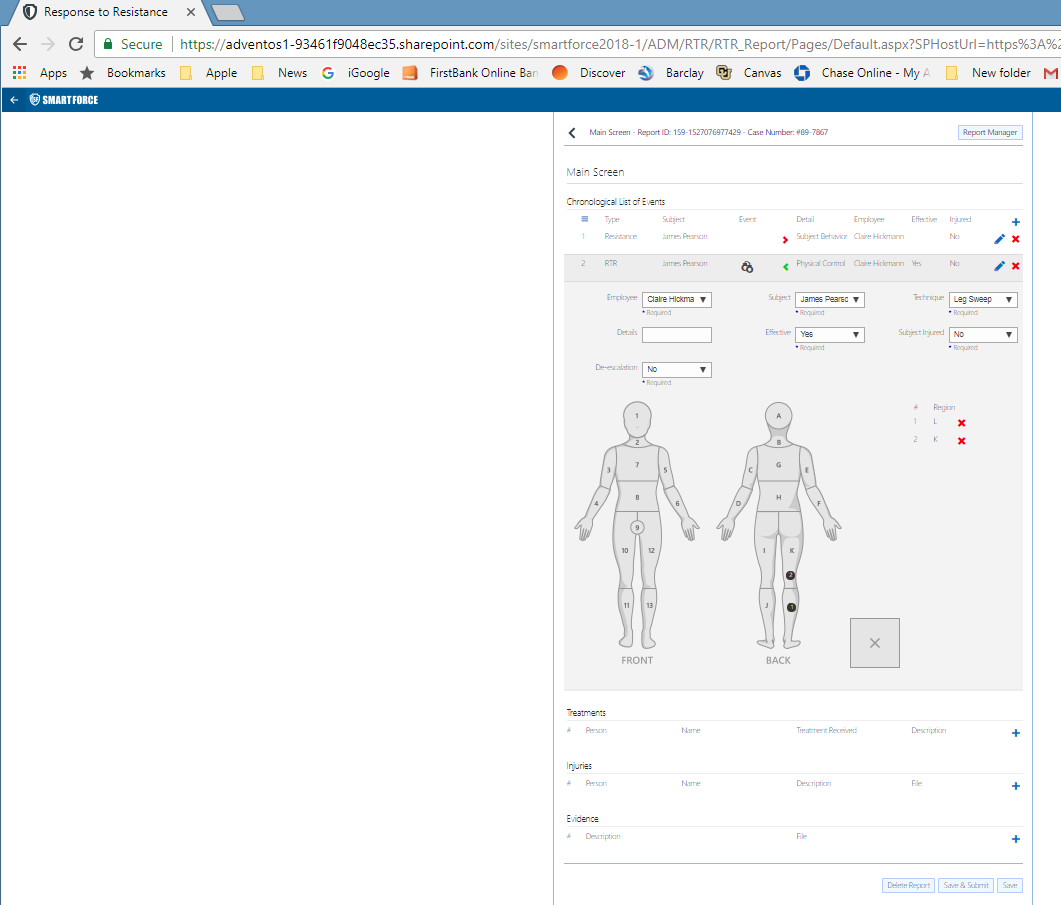 Response to Resistance
Secure https://adventos1-93461f9048ec35.sharepoint.com/sites/smartforce2018-1/ADM/RTR/RTR_Report/Pages/Default.aspx?SPHostUrl=https%3A%2
Apps Bookmarks Apple News iGoogle FirstBank Online Ban Discover Barclay Canvas Chase Online - My A New folder
SMARTFORCE
Main Screen - Report ID: 159-1527076977429 - Case Number: #89-7867 Report Manager
Main Screen
Chronological List of Events
Type Subject Event Detail Employee Effective Injured
1 Resistance James Pearson Subject Behavior Claire Hickmann No
2 RTR James Pearson Physical Control Claire Hickmann Yes No
Employee Claire Hickma Subject James Pearsc Technique Leg Sweep
* Required * Required * Required
Details Effective Yes Subject Injured No
* Required * Required
De-escalation No
* Required
# Region
1 L
2 K
1
2
7
3 5
8
4 6
9
10 12
11 13
FRONT
A
B
G
C E
H
D F
I K
2
J 1
BACK
Treatments
# Person Name Treatment Received Description
Injuries
# Person Name Description File
Evidence
# Description File
Delete Report Save & Submit Save